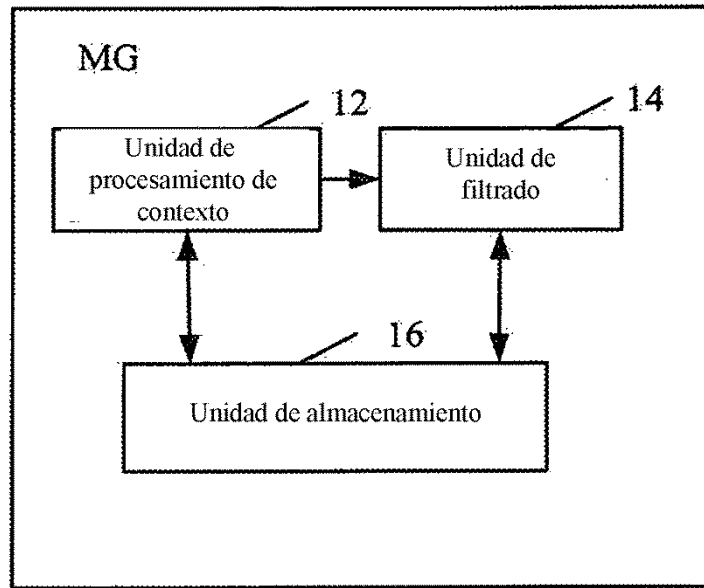 MG
12
14
Unidad de
procesamiento de
contexto
Unidad de
filtrado
16
Unidad de almacenamiento